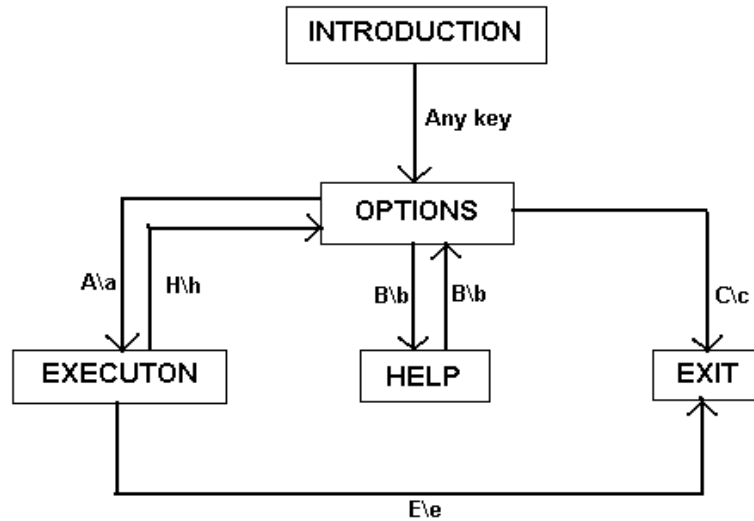 INTRODUCTION
Any key
OPTIONS
A\a
H\h
B\b
B\b
C\c
EXECUTON
HELP
EXIT
E\e